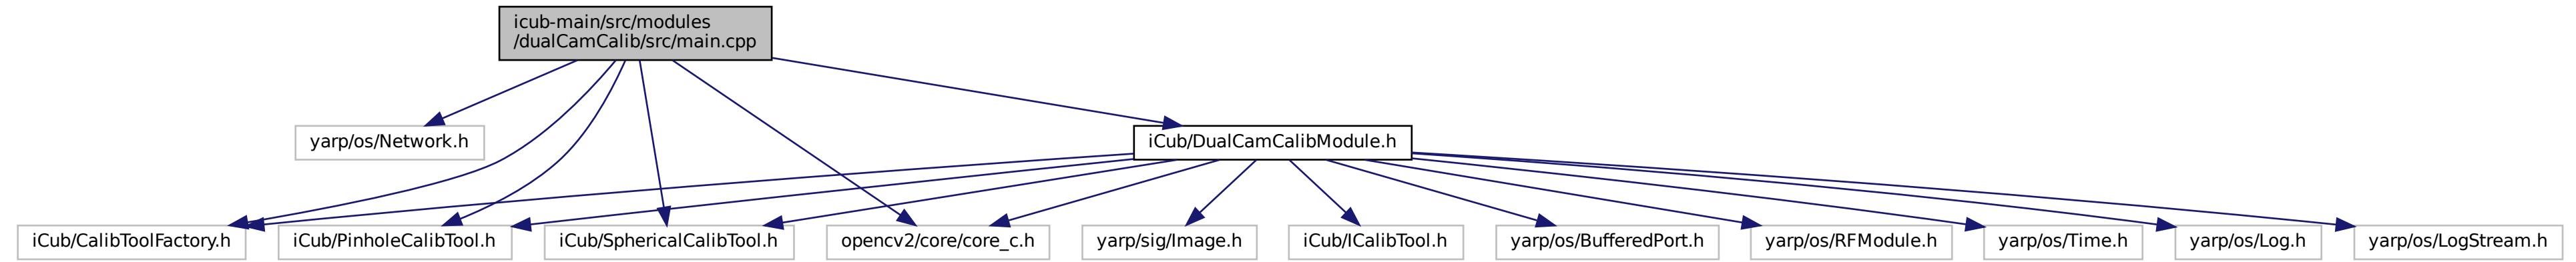 icub-main/src/modules
/dualCamCalib/src/main.cpp
yarp/os/Network.h
iCub/DualCamCalibModule.h
iCub/CalibToolFactory.h
iCub/PinholeCalibTool.h
iCub/SphericalCalibTool.h
opencv2/core/core_c.h
yarp/sig/Image.h
iCub/ICalibTool.h
yarp/os/BufferedPort.h
yarp/os/RFModule.h
yarp/os/Time.h
yarp/os/Log.h
yarp/os/LogStream.h